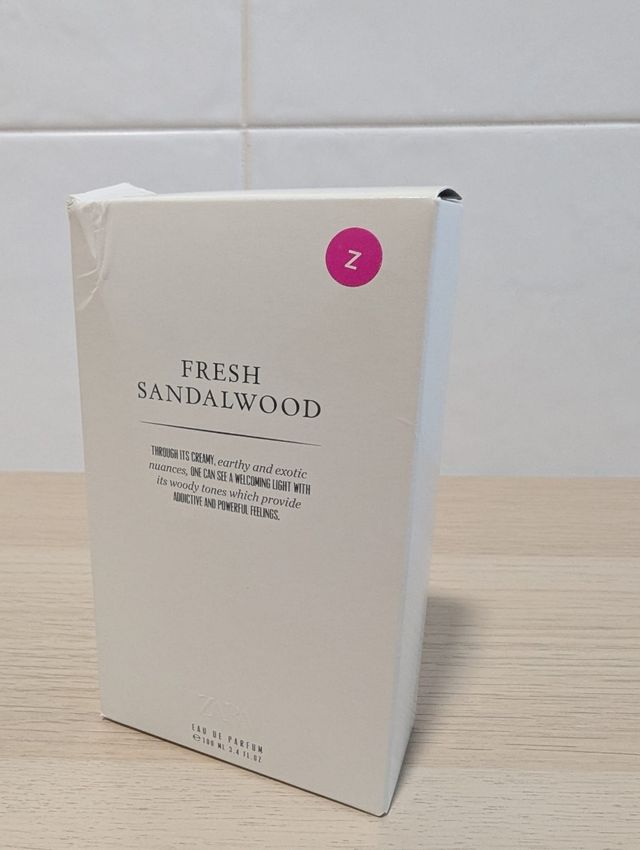 Z
FRESH
SANDALWOOD
THROUGH ITS CREAMY, earthy and exotic
nuances, ONE CAN SEE A WELCOMING LIGHT WITH
its woody tones which provide
ADDICTIVE AND POWERFUL FEELINGS.
ZARA
EAU DE PARFUM
℮100 ML 3.4 FL.OZ